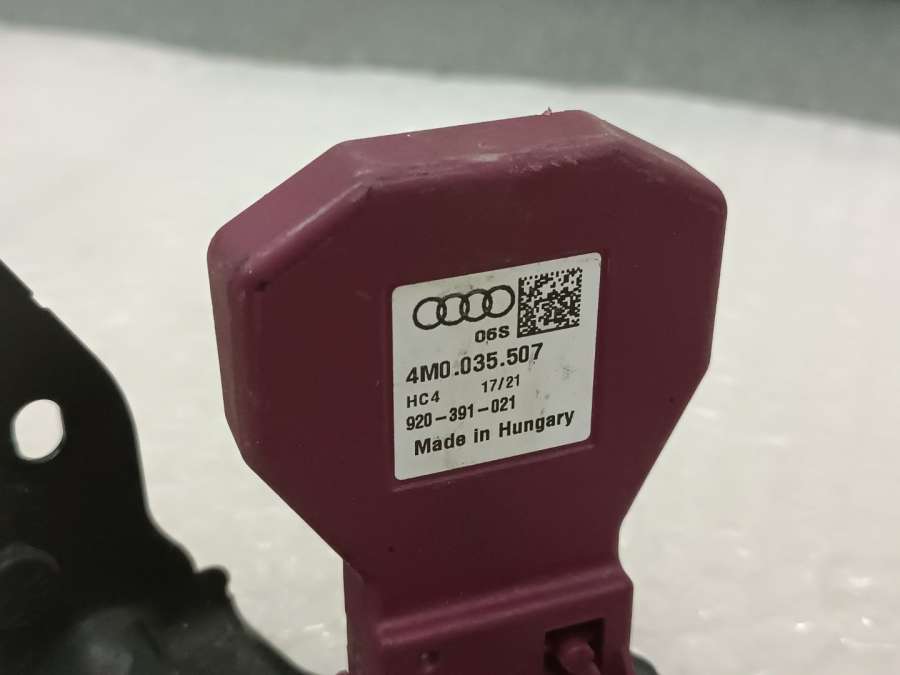 06S
4M0.035.507
HC4 17/21
920-391-021
Made in Hungary